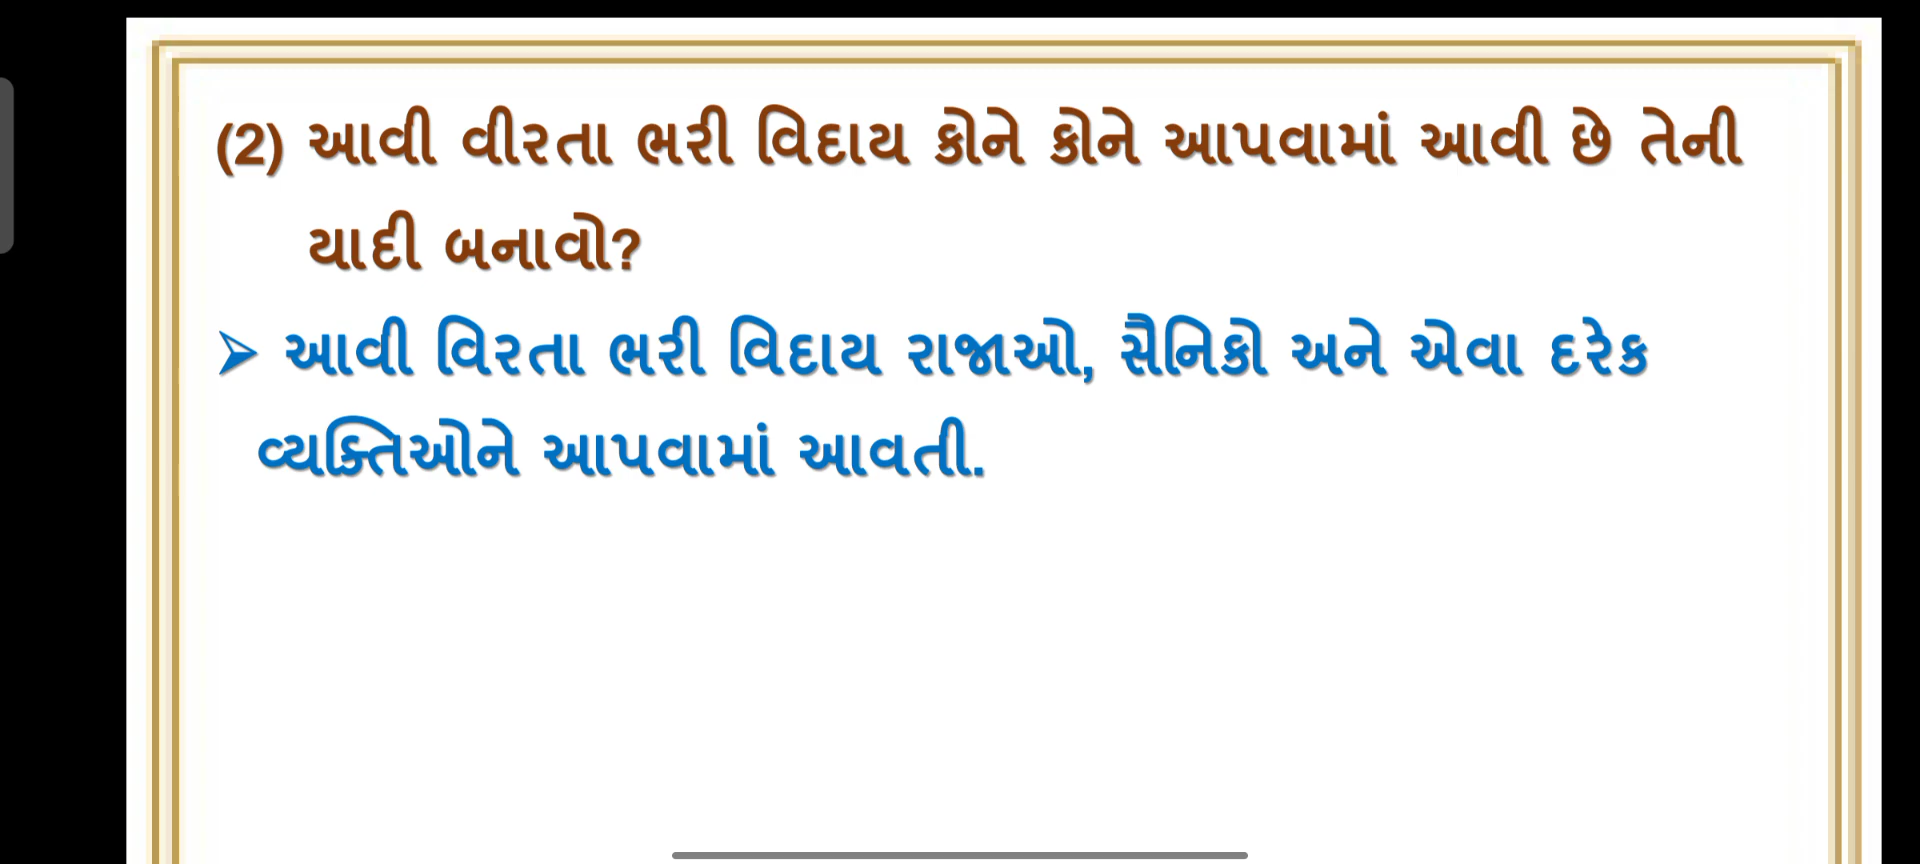 (2) આવી વીરતા ભરી વિદાય કોને કોને આપવામાં આવી છે તેની
યાદી બનાવો?
➢ આવી વિરતા ભરી વિદાય રાજાઓ, સૈનિકો અને એવા દરેક
વ્યક્તિઓને આપવામાં આવતી.